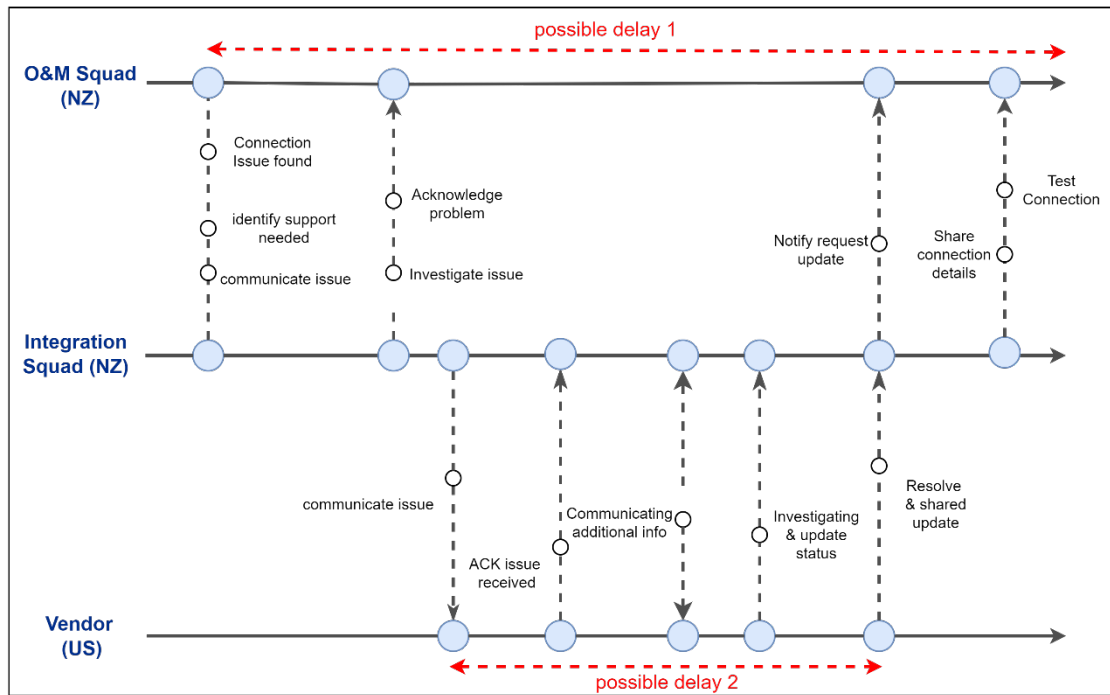 possible delay 1
O&M Squad
(NZ)
Connection
Issue found
identify support
needed
communicate issue
Acknowledge
problem
Investigate issue
Notify request
update
Test
Connection
Share
connection
details
Integration
Squad (NZ)
communicate issue
ACK issue
received
Communicating
additional info
Investigating
& update
status
Resolve
& shared
update
Vendor
(US)
possible delay 2